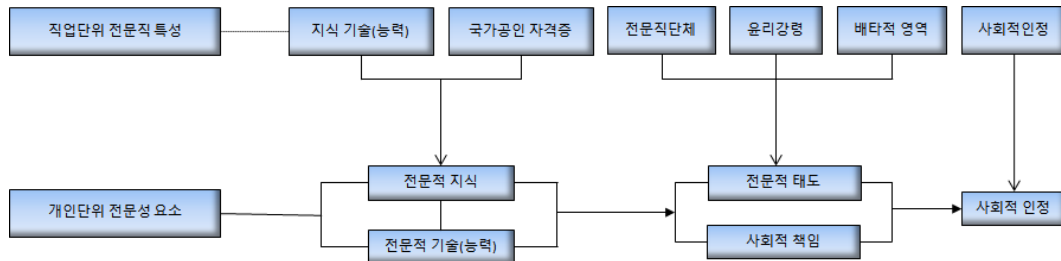 직업단위 전문직 특성
지식 기술(능력)
국가공인 자격증
전문직단체
윤리강령
배타적 영역
사회적인정
개인단위 전문성 요소
전문적 지식
전문적 기술(능력)
전문적 태도
사회적 책임
사회적 인정